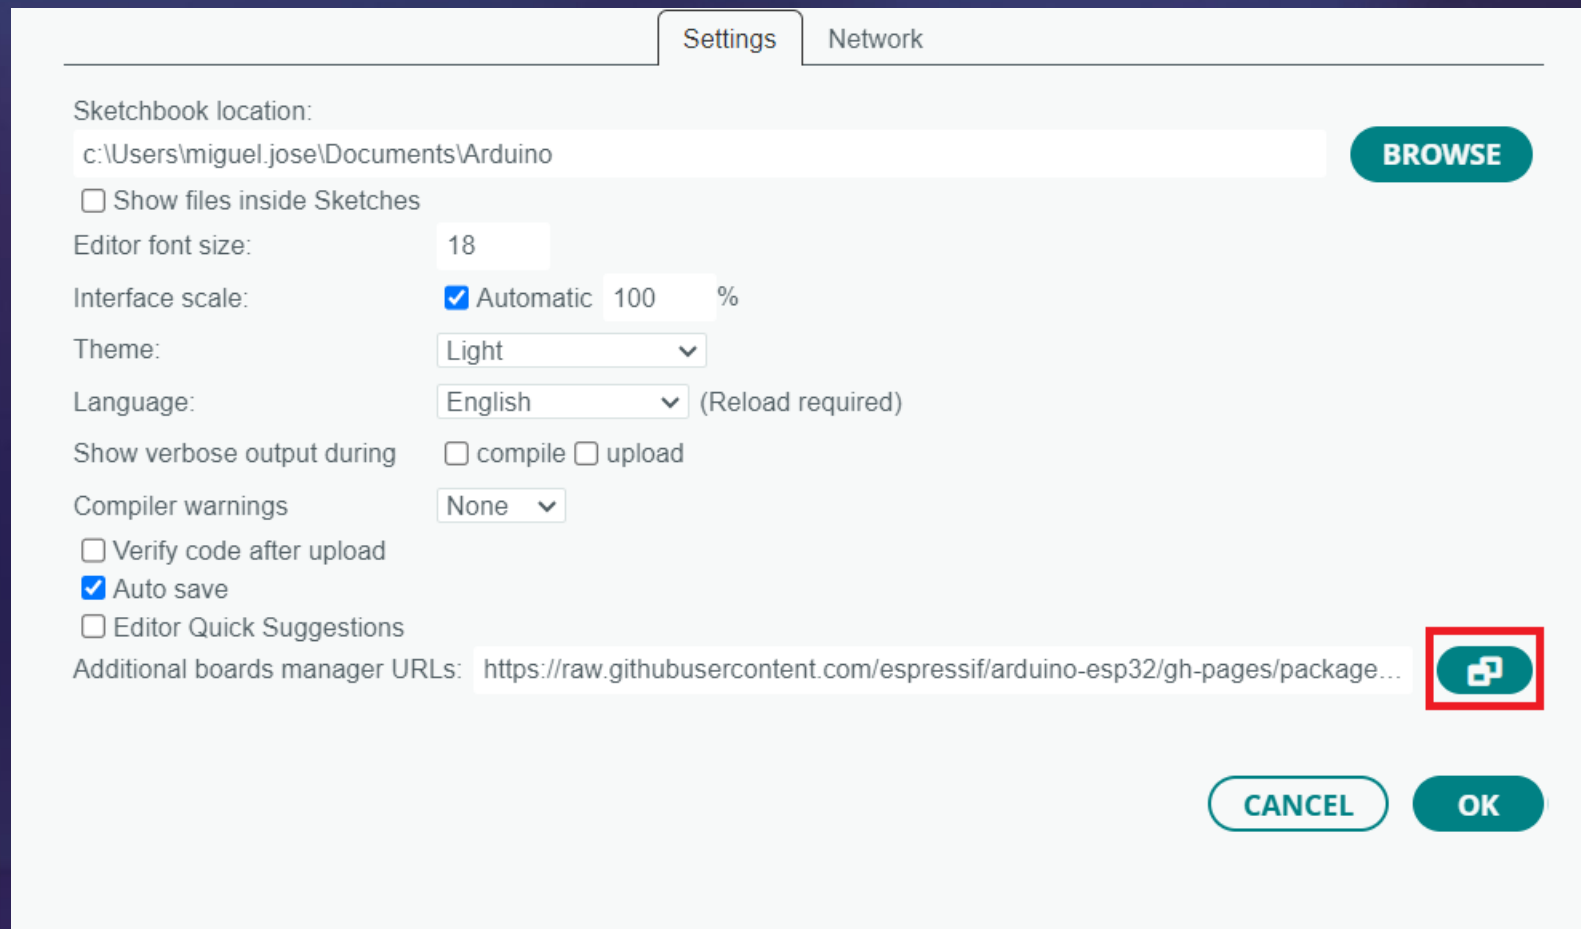 Settings Network
Sketchbook location:
c:\Users\miguel.jose\Documents\Arduino
BROWSE
Show files inside Sketches
Editor font size: 18
Interface scale: Automatic 100 %
Theme: Light
Language: English (Reload required)
Show verbose output during compile upload
Compiler warnings None
Verify code after upload
Auto save
Editor Quick Suggestions
Additional boards manager URLs: https://raw.githubusercontent.com/espressif/arduino-esp32/gh-pages/package...
CANCEL OK